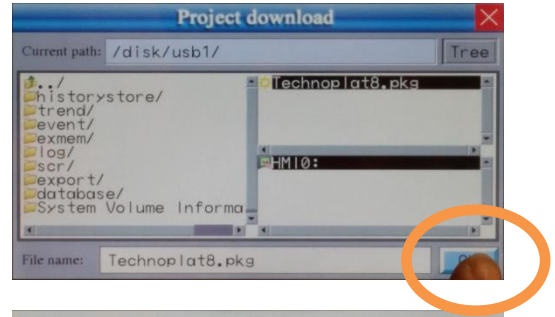 Project download
Current path: /disk/usb1/
Tree
../
historystore/
trend/
event/
exmem/
log/
scr/
export/
database/
System Volume Informa
Technoplat8.pkg
HMI0:
File name: Technoplat8.pkg